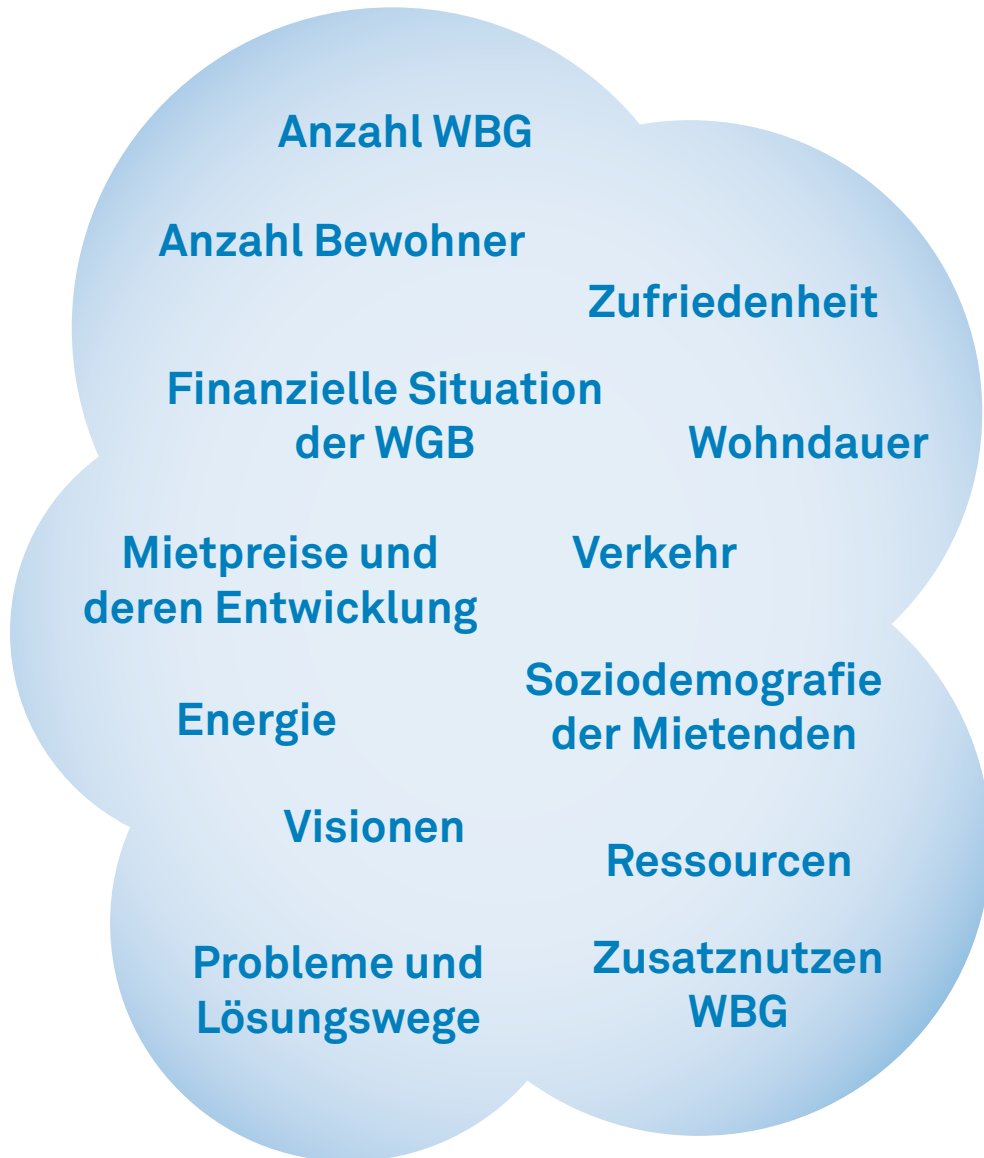 Anzahl WBG
Anzahl Bewohner
Zufriedenheit
Finanzielle Situation
der WGB
Wohndauer
Mietpreise und
deren Entwicklung
Verkehr
Soziodemografie
der Mietenden
Energie
Visionen
Ressourcen
Probleme und
Lösungswege
Zusatznutzen
WBG